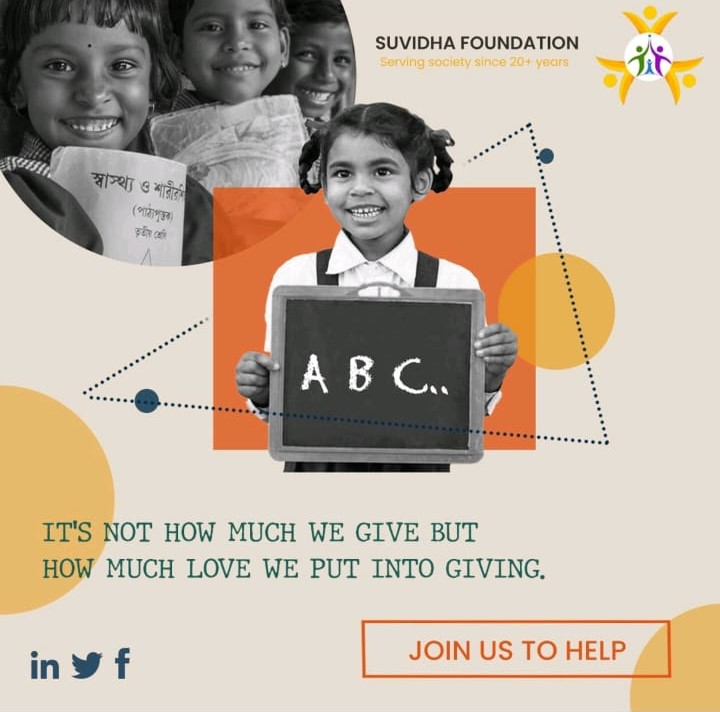 SUVIDHA FOUNDATION
Serving society since 20+ years
স্বাস্থ্য ও
(পাঠ্যপুস্তক)
তৃতীয় শ্রেণি
A B C..
IT'S NOT HOW MUCH WE GIVE BUT
HOW MUCH LOVE WE PUT INTO GIVING.
JOIN US TO HELP
in f